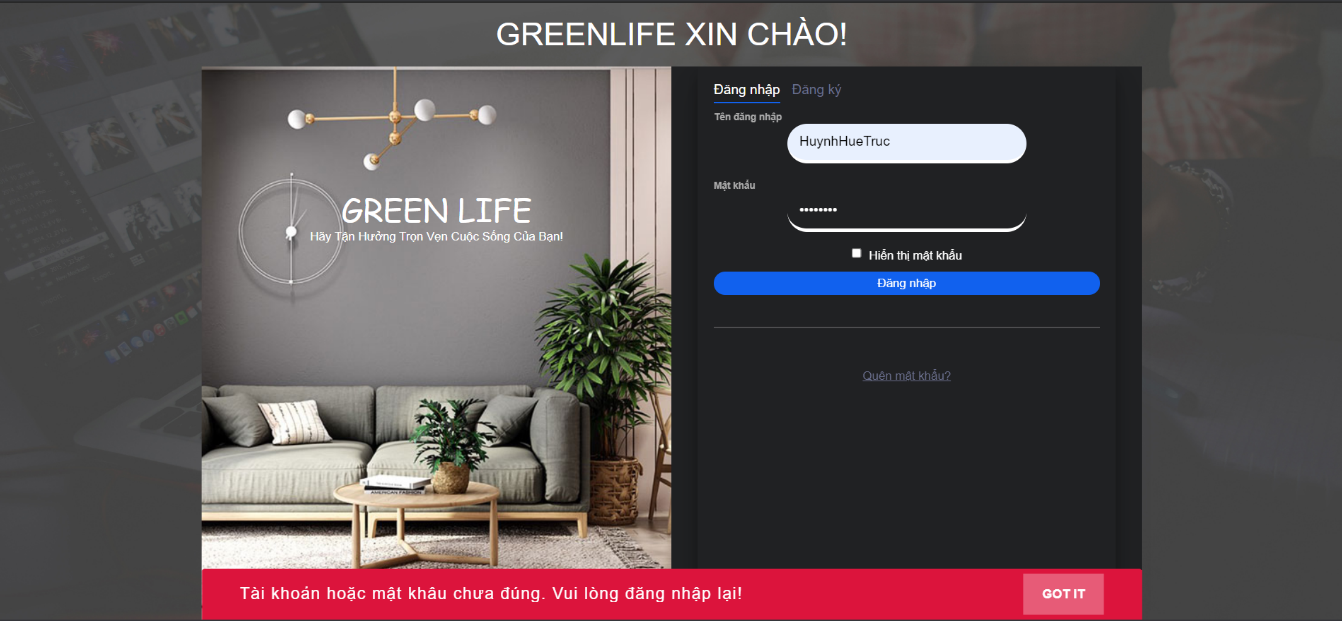 GREENLIFE XIN CHÀO!
GREEN LIFE
Hãy Tận Hưởng Trọn Vẹn Cuộc Sống Của Bạn!
AMERICAN FASHION
Đăng nhập Đăng ký
Tên đăng nhập
HuynhHueTruc
Mật khẩu
••••••••
Hiển thị mật khẩu
Đăng nhập
Quên mật khẩu?
Tài khoản hoặc mật khẩu chưa đúng. Vui lòng đăng nhập lại!
GOT IT